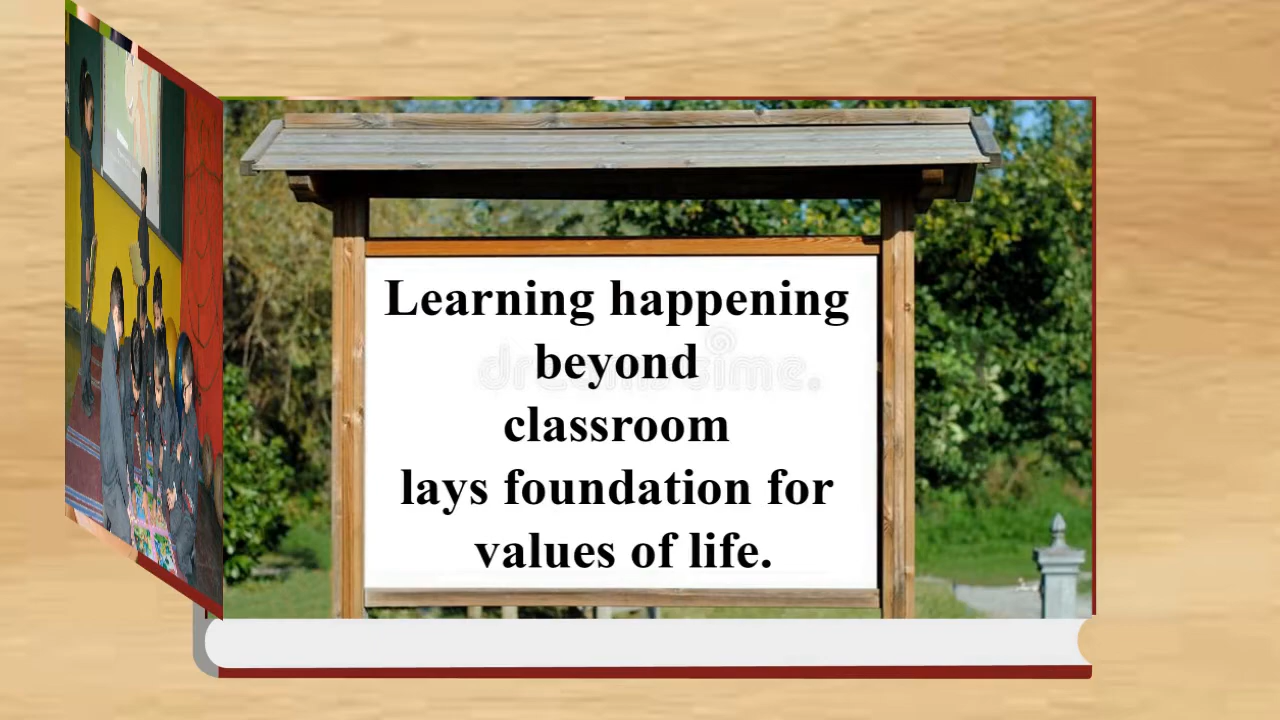 Learning happening
beyond
classroom
lays foundation for
values of life.